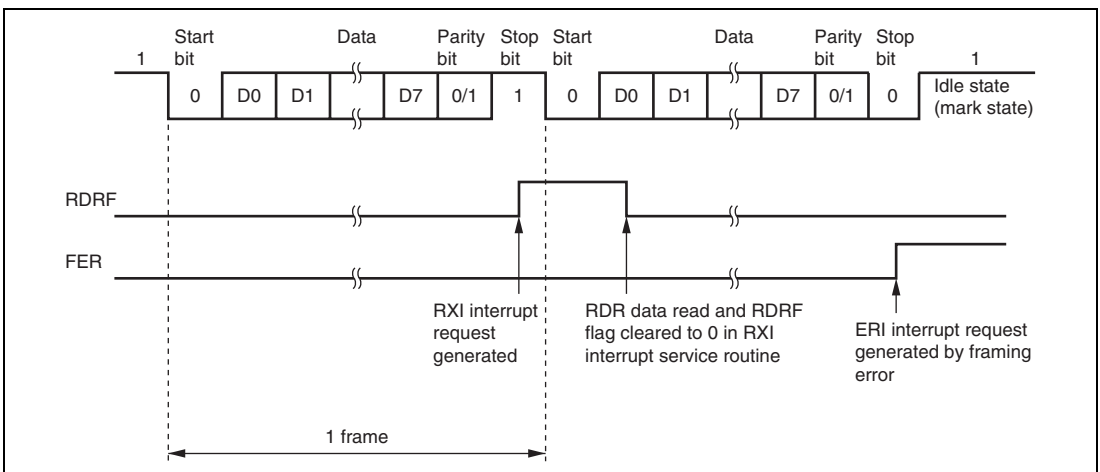 Start bit
Data
Parity bit
Stop bit
Start bit
Data
Parity bit
Stop bit
1
1
0
D0
D1
D7
0/1
1
0
D0
D1
D7
0/1
0
Idle state
(mark state)
RDRF
FER
RXI interrupt
request
generated
RDR data read and RDRF
flag cleared to 0 in RXI
interrupt service routine
ERI interrupt request
generated by framing
error
1 frame